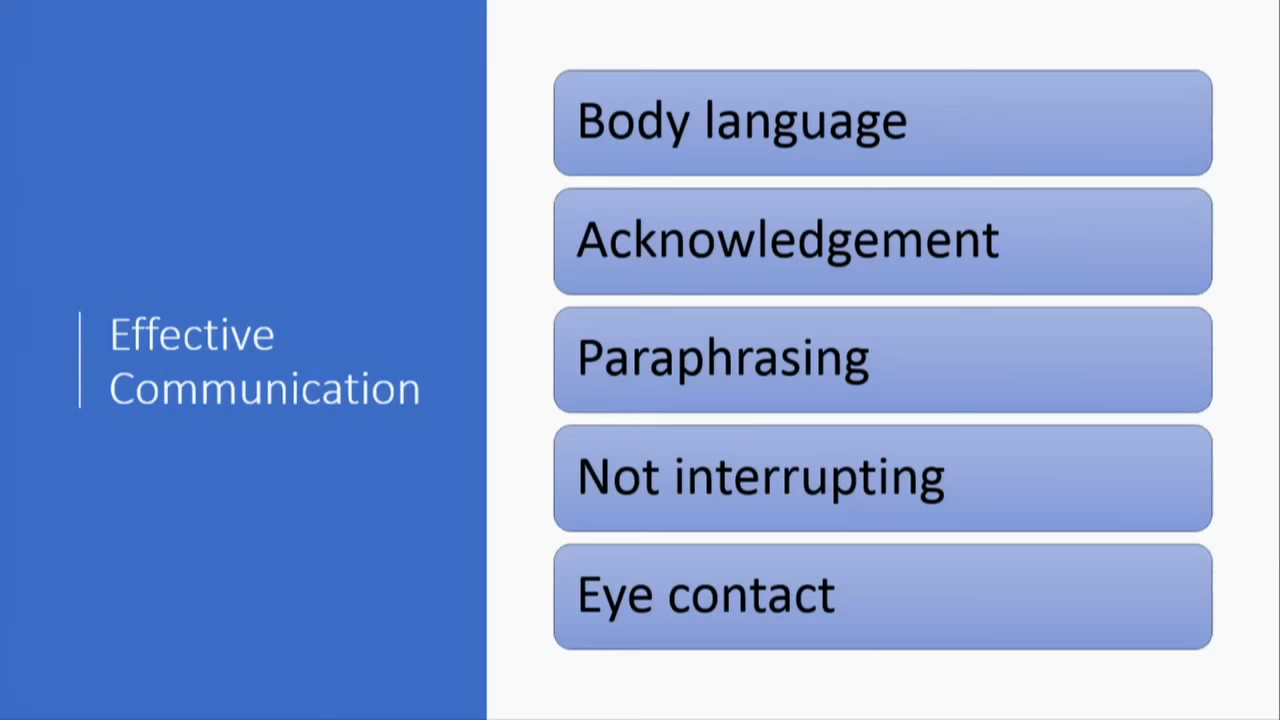 Effective
Communication
Body language
Acknowledgement
Paraphrasing
Not interrupting
Eye contact